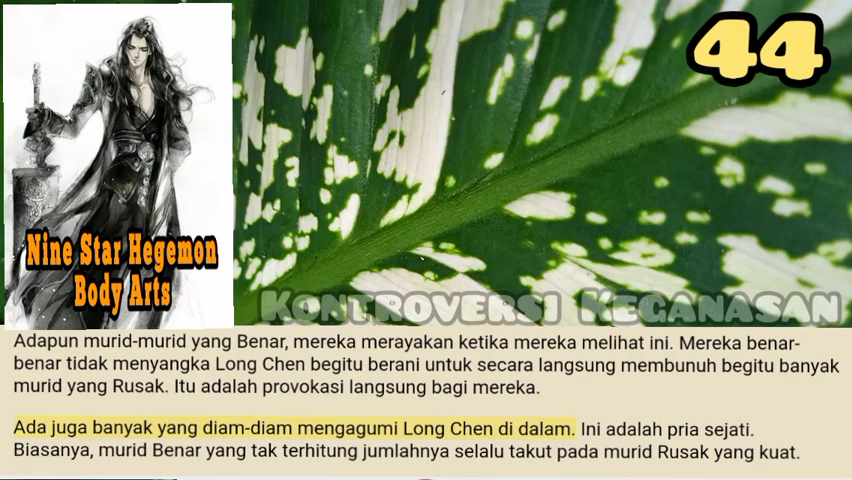 44
Nine Star Hegemon
Body Arts
Kontroversi Keganasan
Adapun murid-murid yang Benar, mereka merayakan ketika mereka melihat ini. Mereka benar-
benar tidak menyangka Long Chen begitu berani untuk secara langsung membunuh begitu banyak
murid yang Rusak. Itu adalah provokasi langsung bagi mereka.
Ada juga banyak yang diam-diam mengagumi Long Chen di dalam. Ini adalah pria sejati.
Biasanya, murid Benar yang tak terhitung jumlahnya selalu takut pada murid Rusak yang kuat.